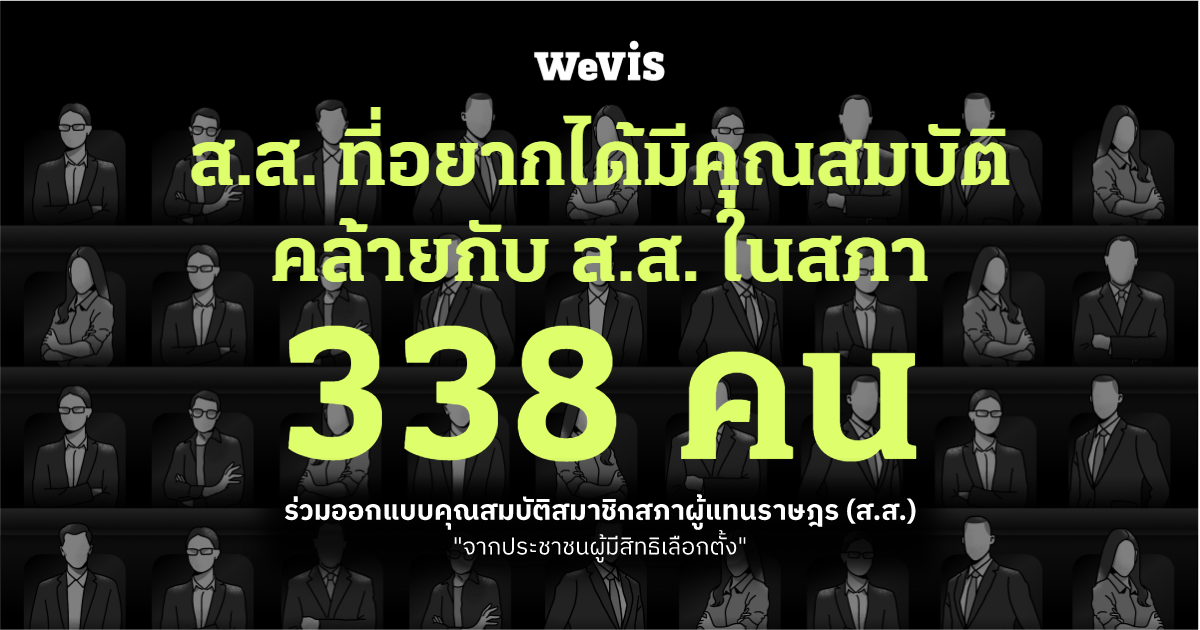 WeVIS
ส.ส. ที่อยากได้มีคุณสมบัติ
คล้ายกับ ส.ส. ในสภา
338 คน
ร่วมออกแบบคุณสมบัติสมาชิกสภาผู้แทนราษฎร (ส.ส.)
"จากประชาชนผู้มีสิทธิเลือกตั้ง"